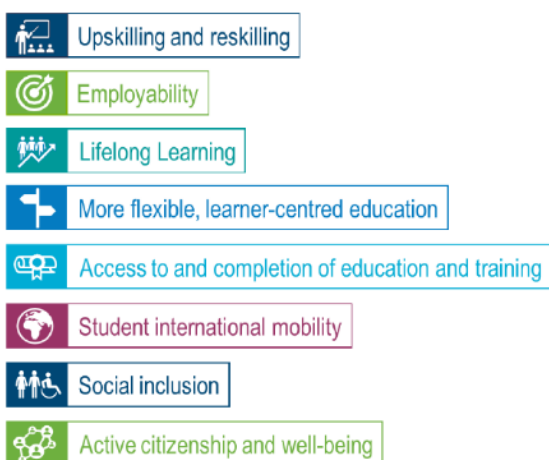 Upskilling and reskilling
Employability
Lifelong Learning
More flexible, learner-centred education
Access to and completion of education and training
Student international mobility
Social inclusion
Active citizenship and well-being